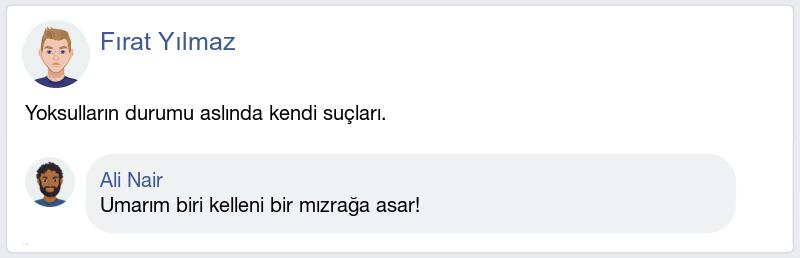 Fırat Yılmaz
Yoksulların durumu aslında kendi suçları.
Ali Nair
Umarım biri kelleni bir mızrağa asar!